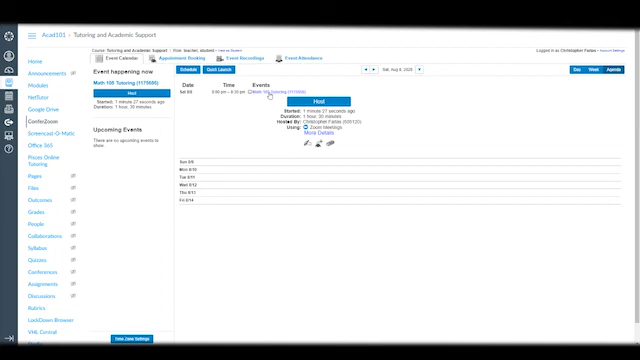 Acad101 › Tutoring and Academic Support
Course: Tutoring and Academic Support • Role: teacher, student • View as Student
Logged in as Christopher Farias • Account Settings
Event Calendar
Appointment Booking
Event Recordings
Event Attendance
Home
Announcements
Modules
NetTutor
Google Drive
ConferZoom
Screencast-O-Matic
Office 365
Pisces Online
Tutoring
Pages
Files
Outcomes
Grades
People
Collaborations
Syllabus
Quizzes
Conferences
Assignments
Discussions
Rubrics
LockDown Browser
VHL Central
Event happening now
Math 105 Tutoring (1175686)
Host
Started: 1 minute 27 seconds ago
Duration: 1 hour. 30 minutes
Upcoming Events
There are no upcoming events to
show
Time Zone Settings
Schedule
Quick Launch
Sat, Aug 8, 2020
Day
Week
Agenda
Date
Time
Events
Sat 8/8
Math 105 Tutoring (1175686)
Host
Started: 1 minute 27 seconds ago
Duration: 1 hour. 30 minutes
Hosted By: Christopher Farias
Using: Zoom Meetings
More Details
Sun 8/9
Mon 8/10
Tue 8/11
Wed 8/12
Thu 8/13
Fri 8/14